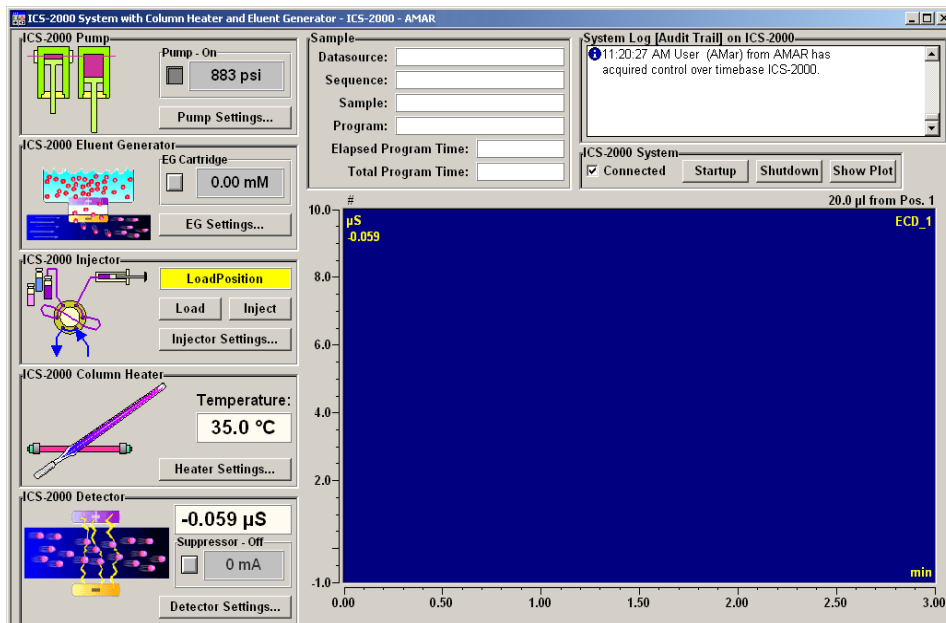 ICS-2000 System with Column Heater and Eluent Generator - ICS-2000 - AMAR
ICS-2000 Pump
Pump - On
883 psi
Pump Settings...
ICS-2000 Eluent Generator
EG Cartridge
0.00 mM
EG Settings...
ICS-2000 Injector
LoadPosition
Load Inject
Injector Settings...
ICS-2000 Column Heater
Temperature:
35.0 °C
Heater Settings...
ICS-2000 Detector
-0.059 µS
Suppressor - Off
0 mA
Detector Settings...
Sample
Datasource:
Sequence:
Sample:
Program:
Elapsed Program Time:
Total Program Time:
System Log [Audit Trail] on ICS-2000
11:20:27 AM User (AMar) from AMAR has
acquired control over timebase ICS-2000.
ICS-2000 System
Connected Startup Shutdown Show Plot
# 20.0 µl from Pos. 1
10.0
µS ECD_1
-0.059
8.0
6.0
4.0
2.0
min
-1.0
0.00 0.50 1.00 1.50 2.00 2.50 3.00